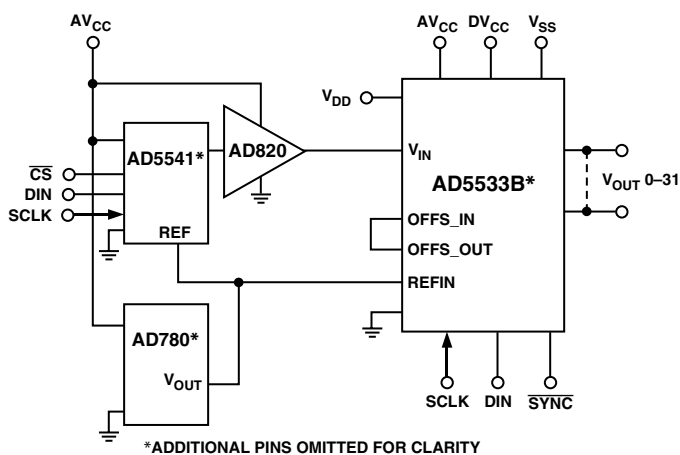 AVCC
AVCC DVCC VSS
VDD
AD5541*
AD820
CS
DIN
SCLK
REF
VIN
AD5533B*
VOUT 0–31
OFFS_IN
OFFS_OUT
REFIN
AD780*
VOUT
SCLK DIN SYNC
*ADDITIONAL PINS OMITTED FOR CLARITY